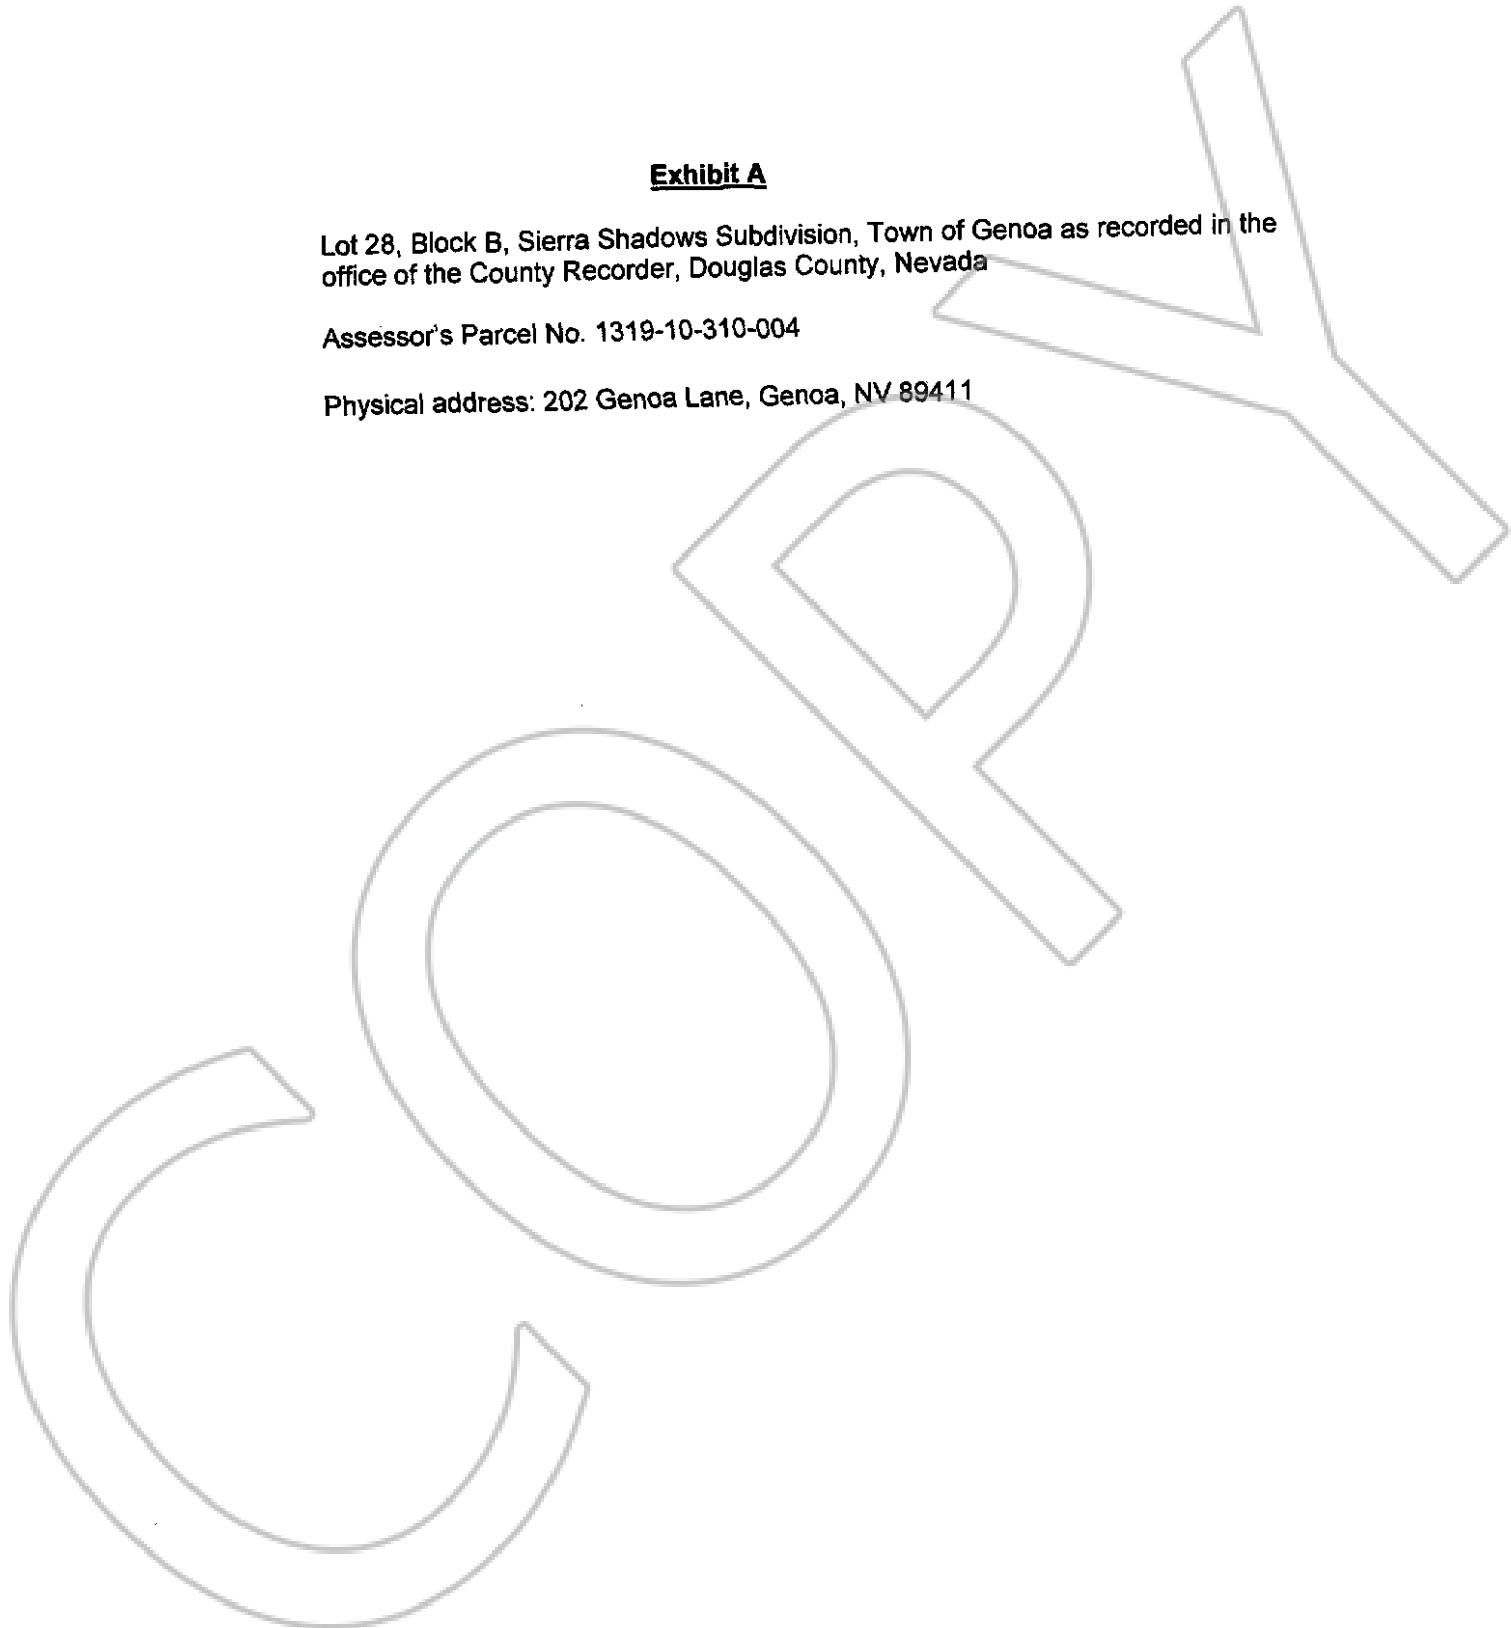 Exhibit A
Lot 28, Block B, Sierra Shadows Subdivision, Town of Genoa as recorded in the
office of the County Recorder, Douglas County, Nevada
Assessor's Parcel No. 1319-10-310-004
Physical address: 202 Genoa Lane, Genoa, NV 89411
COPY